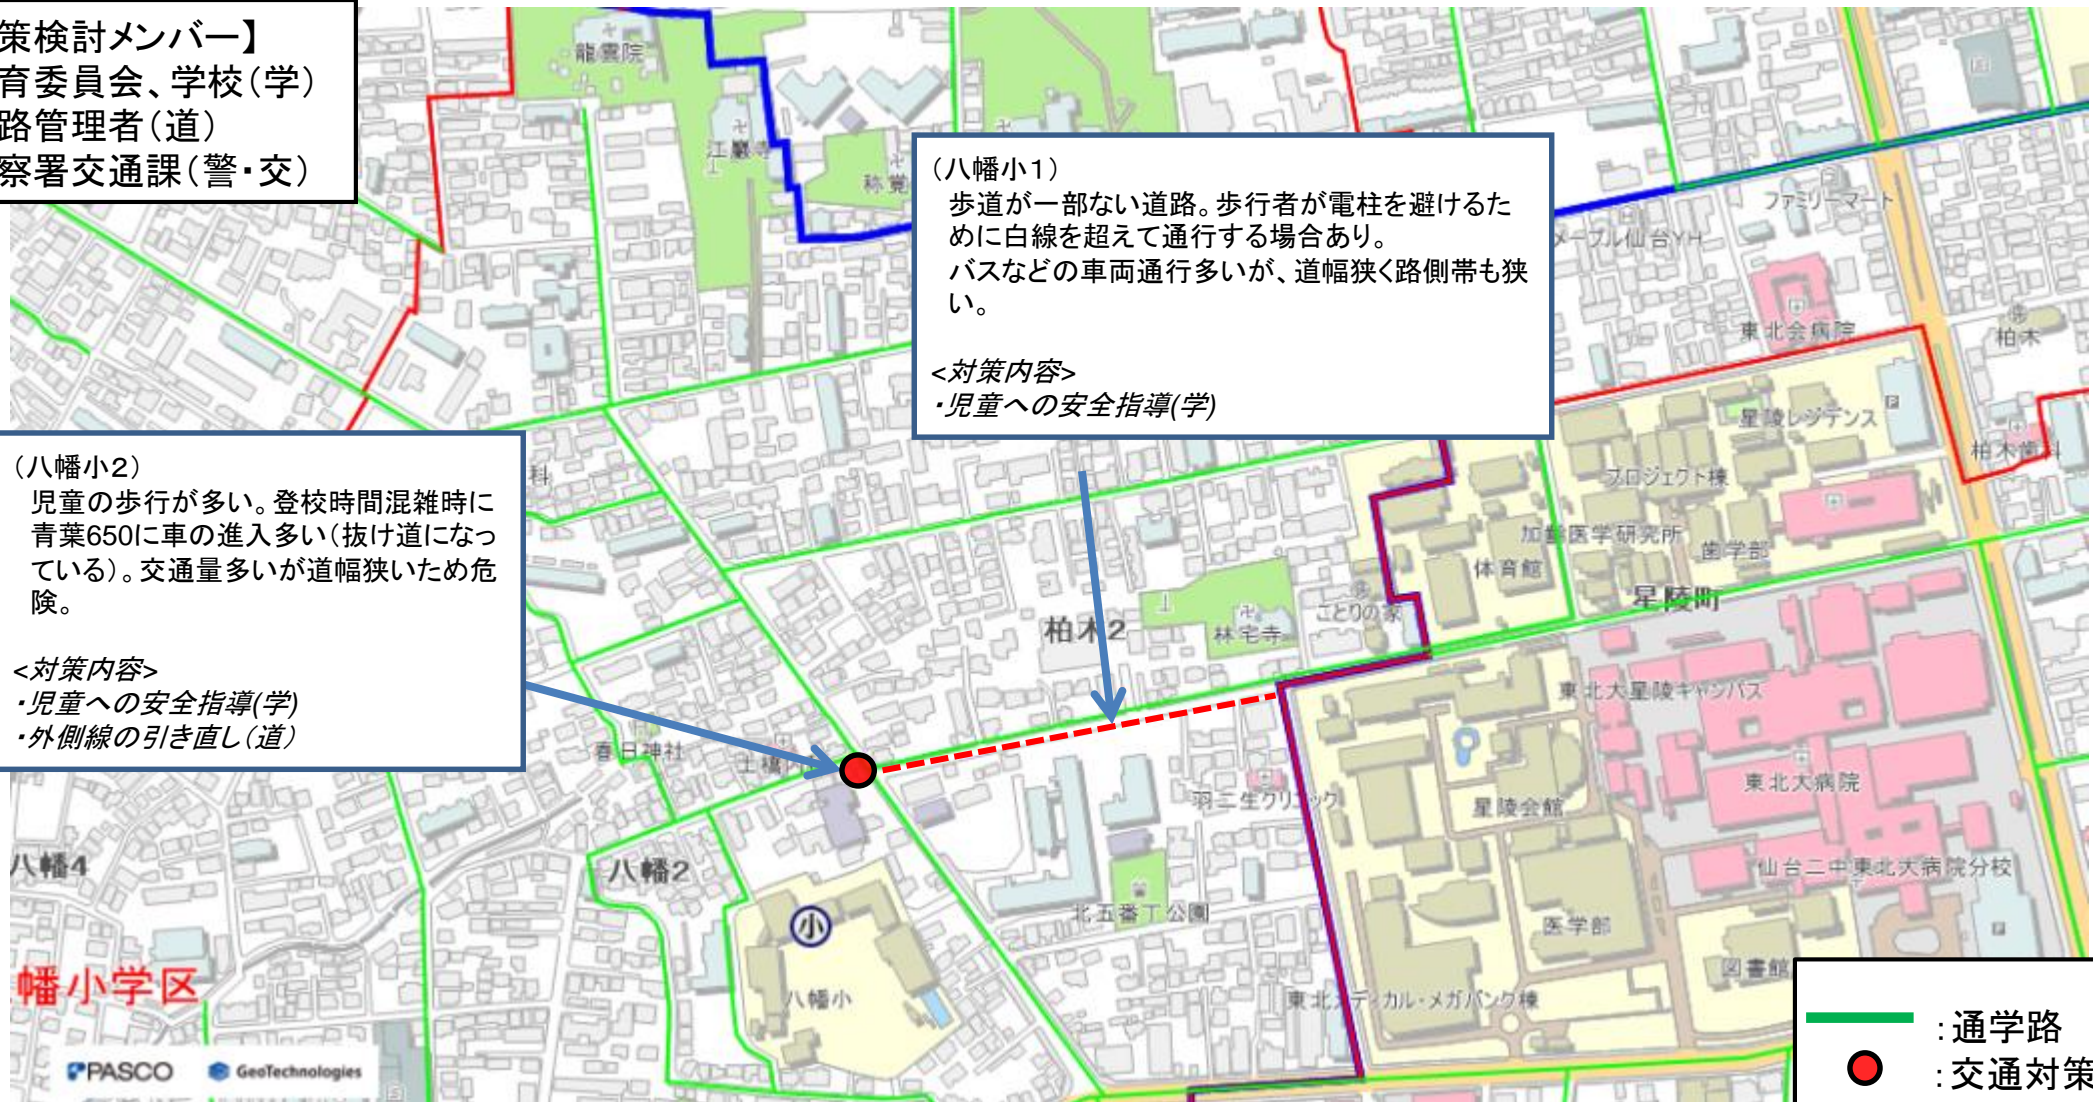 策検討メンバー】
育委員会、学校（学）
路管理者（道）
察署交通課（警・交）
龍雲院
江巖寺
称覚
（八幡小１）
歩道が一部ない道路。歩行者が電柱を避けるた
めに白線を超えて通行する場合あり。
バスなどの車両通行多いが、道幅狭く路側帯も狭
い。
<対策内容>
・児童への安全指導(学)
ファミリーマート
メープル仙台YH
東北会病院
柏木
星陵レジデンス
柏木歯科
プロジェクト棟
加齢医学研究所
歯学部
体育館
星陵町
（八幡小２）
児童の歩行が多い。登校時間混雑時に
青葉650に車の進入多い（抜け道になっ
ている）。交通量多いが道幅狭いため危
険。
<対策内容>
・児童への安全指導(学)
・外側線の引き直し（道）
科
柏木2
林宅寺
ことりの家
東北大星陵キャンパス
春日神社
土橋
羽二生クリニック
星陵会館
東北大病院
八幡4
八幡2
仙台二中東北大病院分校
北五番丁公園
小
医学部
図書館
幡小学区
八幡小
東北メディカル・メガバンク棟
PASCO
GeoTechnologies
：通学路
：交通対策